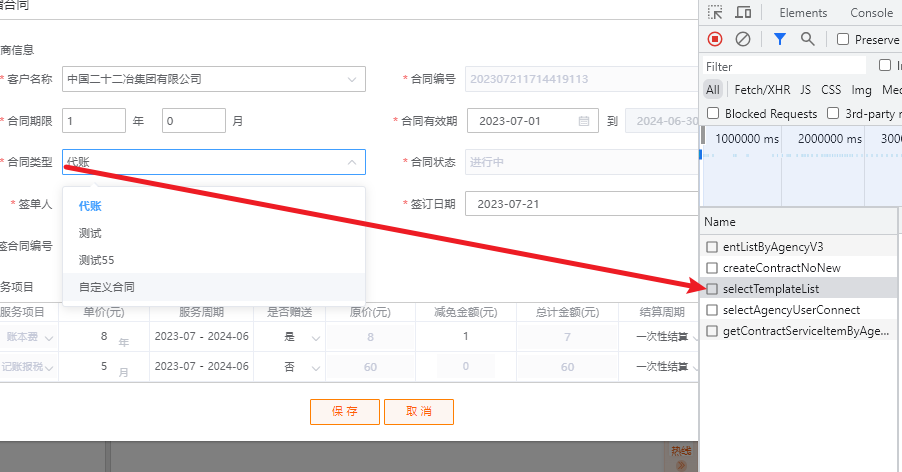 合同
商信息
* 客户名称 中国二十二冶集团有限公司 * 合同编号 202307211714419113
* 合同期限 1 年 0 月 * 合同有效期 2023-07-01 到 2024-06-30
* 合同类型 代账 * 合同状态 进行中
* 签单人 * 签订日期 2023-07-21
代账
测试
签合同编号
测试55
务项目 自定义合同
服务项目 单价(元) 服务周期 是否赠送 原价(元) 减免金额(元) 总计金额(元) 结算周期
账本费 8 年 2023-07 - 2024-06 是 8 1 7 一次性结算
记账报税 5 月 2023-07 - 2024-06 否 60 0 60 一次性结算
保 存 取 消
热线
Elements Console
Preserve
Filter
All Fetch/XHR JS CSS Img Med
Blocked Requests 3rd-party r
1000000 ms 2000000 ms 3000
Name
entListByAgencyV3
createContractNoNew
selectTemplateList
selectAgencyUserConnect
getContractServiceItemByAge...